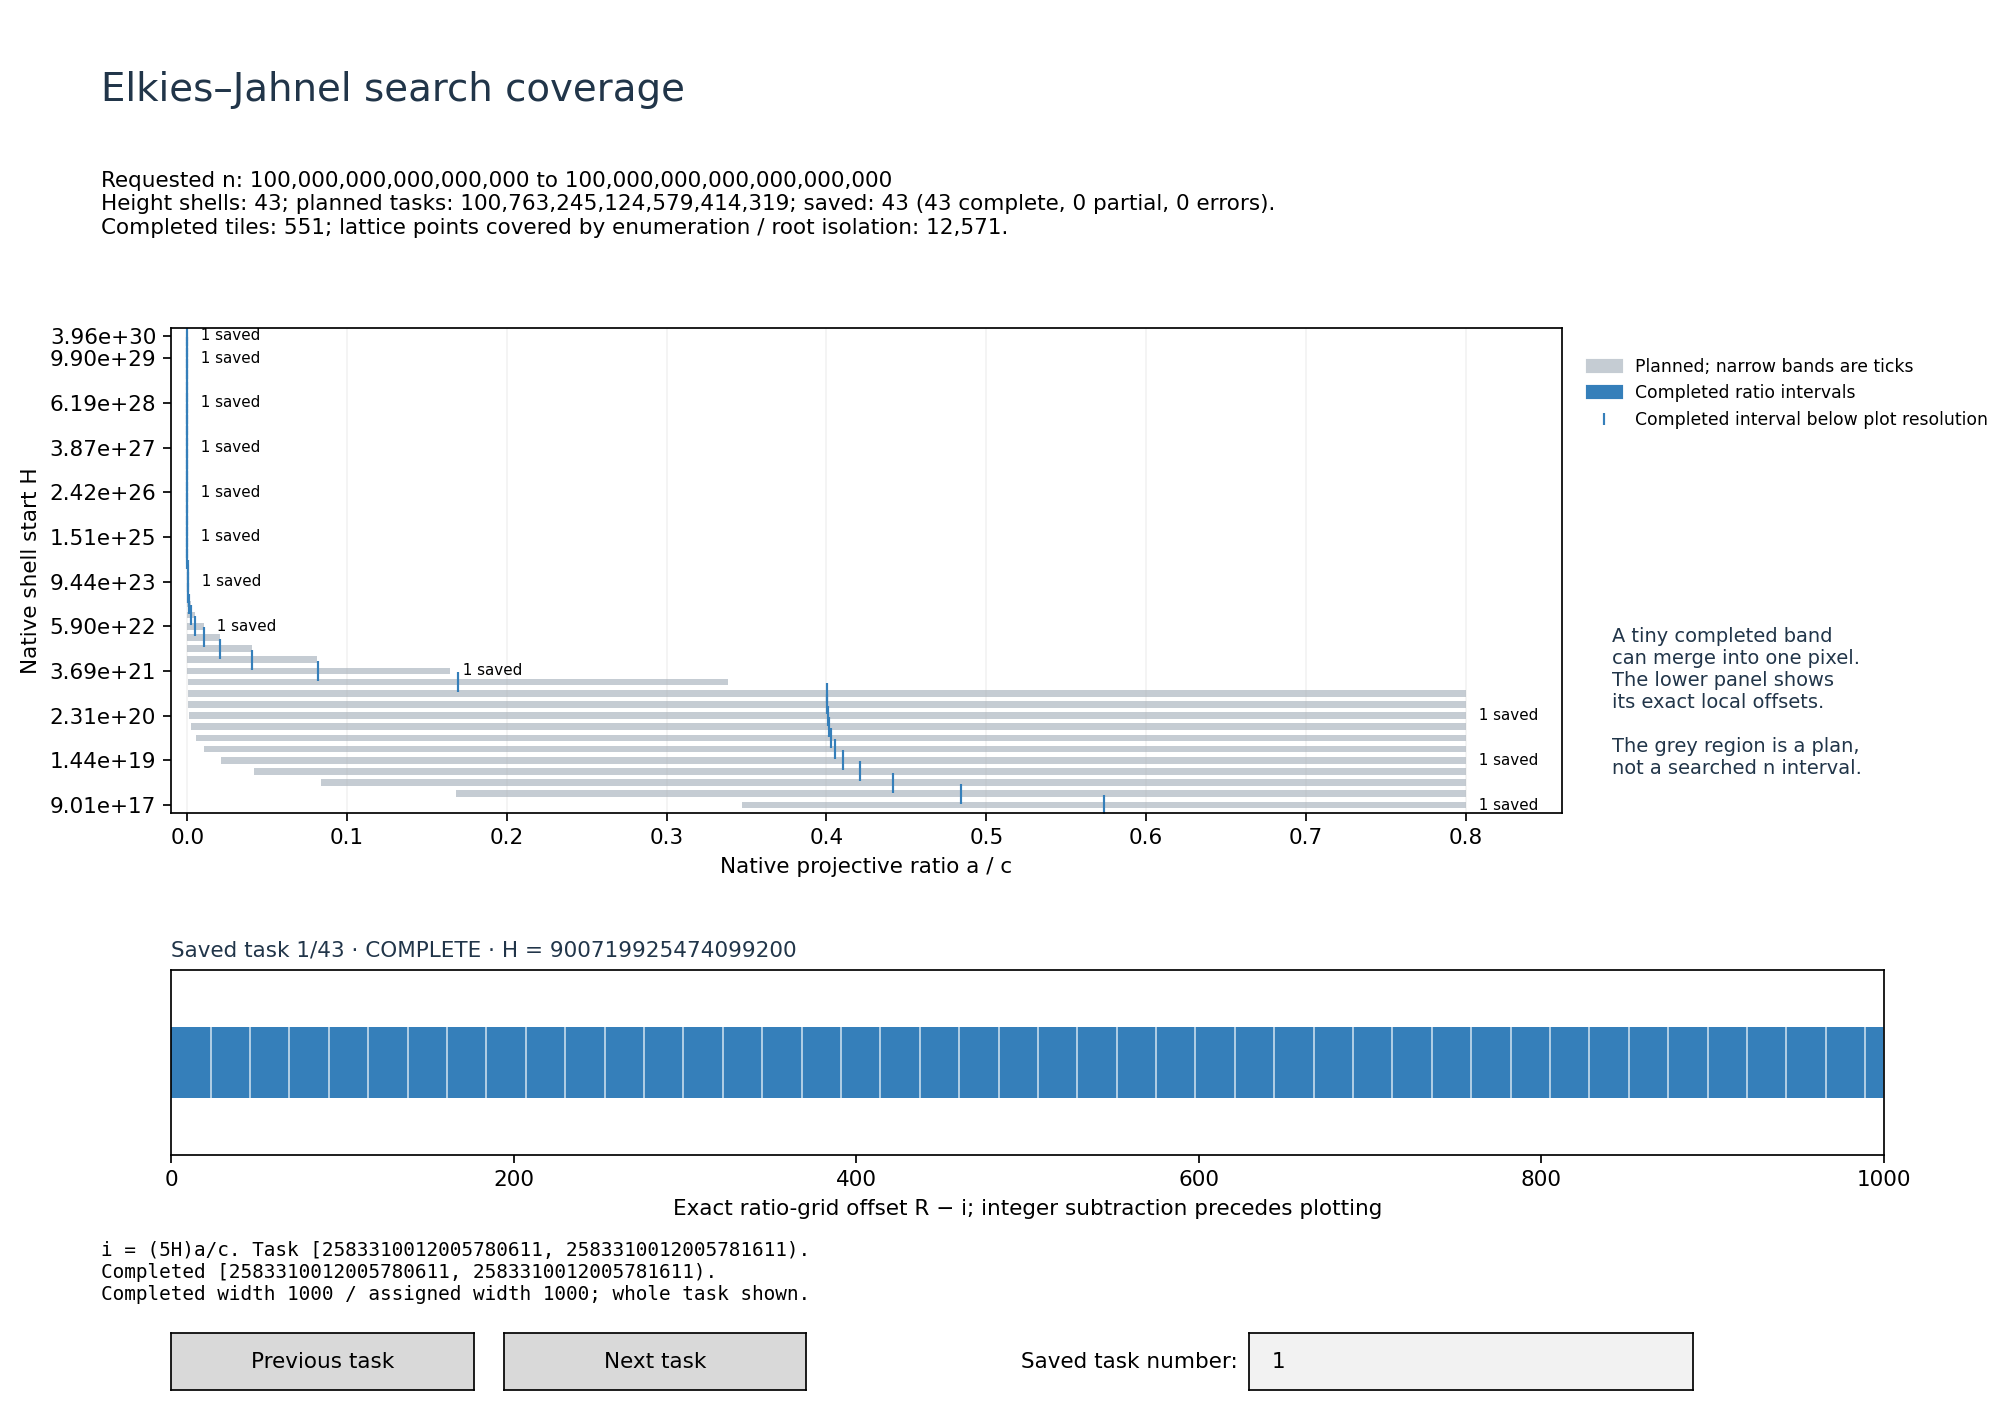 Elkies–Jahnel search coverage
Requested n: 100,000,000,000,000,000 to 100,000,000,000,000,000,000
Height shells: 43; planned tasks: 100,763,245,124,579,414,319; saved: 43 (43 complete, 0 partial, 0 errors).
Completed tiles: 551; lattice points covered by enumeration / root isolation: 12,571.
Native shell start H
3.96e+30
9.90e+29
6.19e+28
3.87e+27
2.42e+26
1.51e+25
9.44e+23
5.90e+22
3.69e+21
2.31e+20
1.44e+19
9.01e+17
1 saved
1 saved
1 saved
1 saved
1 saved
1 saved
1 saved
1 saved
1 saved
1 saved
1 saved
1 saved
0.0 0.1 0.2 0.3 0.4 0.5 0.6 0.7 0.8
Native projective ratio a / c
Planned; narrow bands are ticks
Completed ratio intervals
Completed interval below plot resolution
A tiny completed band
can merge into one pixel.
The lower panel shows
its exact local offsets.
The grey region is a plan,
not a searched n interval.
Saved task 1/43 · COMPLETE · H = 900719925474099200
0 200 400 600 800 1000
Exact ratio-grid offset R − i; integer subtraction precedes plotting
i = (5H)a/c. Task [2583310012005780611, 2583310012005781611).
Completed [2583310012005780611, 2583310012005781611).
Completed width 1000 / assigned width 1000; whole task shown.
Previous task
Next task
Saved task number: 1